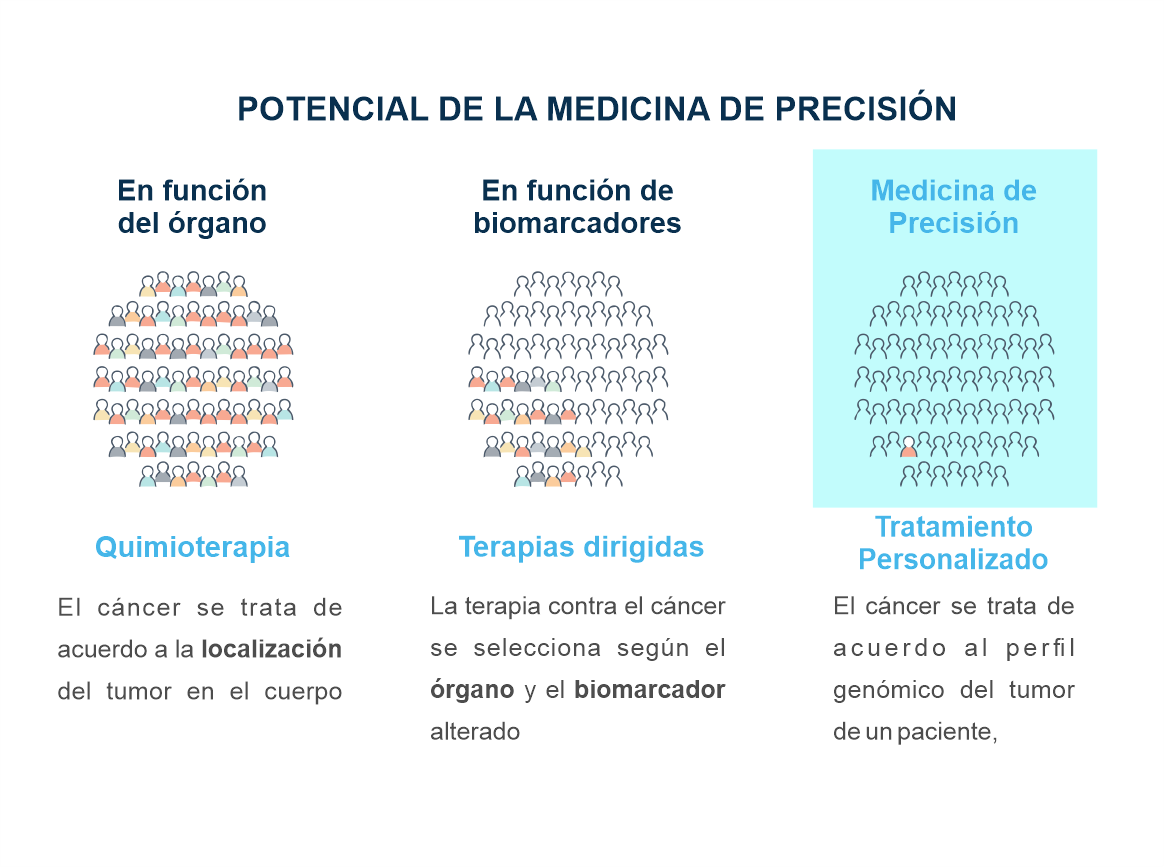 POTENCIAL DE LA MEDICINA DE PRECISIÓN
En función
del órgano
Quimioterapia
El cáncer se trata de
acuerdo a la localización
del tumor en el cuerpo
En función de
biomarcadores
Terapias dirigidas
La terapia contra el cáncer
se selecciona según el
órgano y el biomarcador
alterado
Medicina de
Precisión
Tratamiento
Personalizado
El cáncer se trata de
acuerdo al perfil
genómico del tumor
de un paciente,